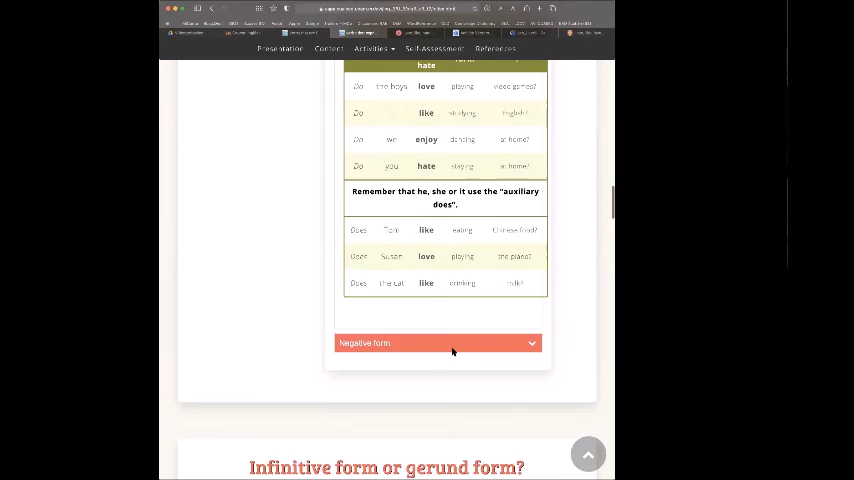 Presentation Content Activities Self-Assessment References
hate
Do the boys love playing video games?
Do I like studying English?
Do we enjoy dancing at home?
Do you hate staying at home?
Remember that he, she or it use the "auxiliary
does".
Does Tom like eating Chinese food?
Does Susan love playing the piano?
Does the cat like drinking milk?
Negative form
Infinitive form or gerund form?